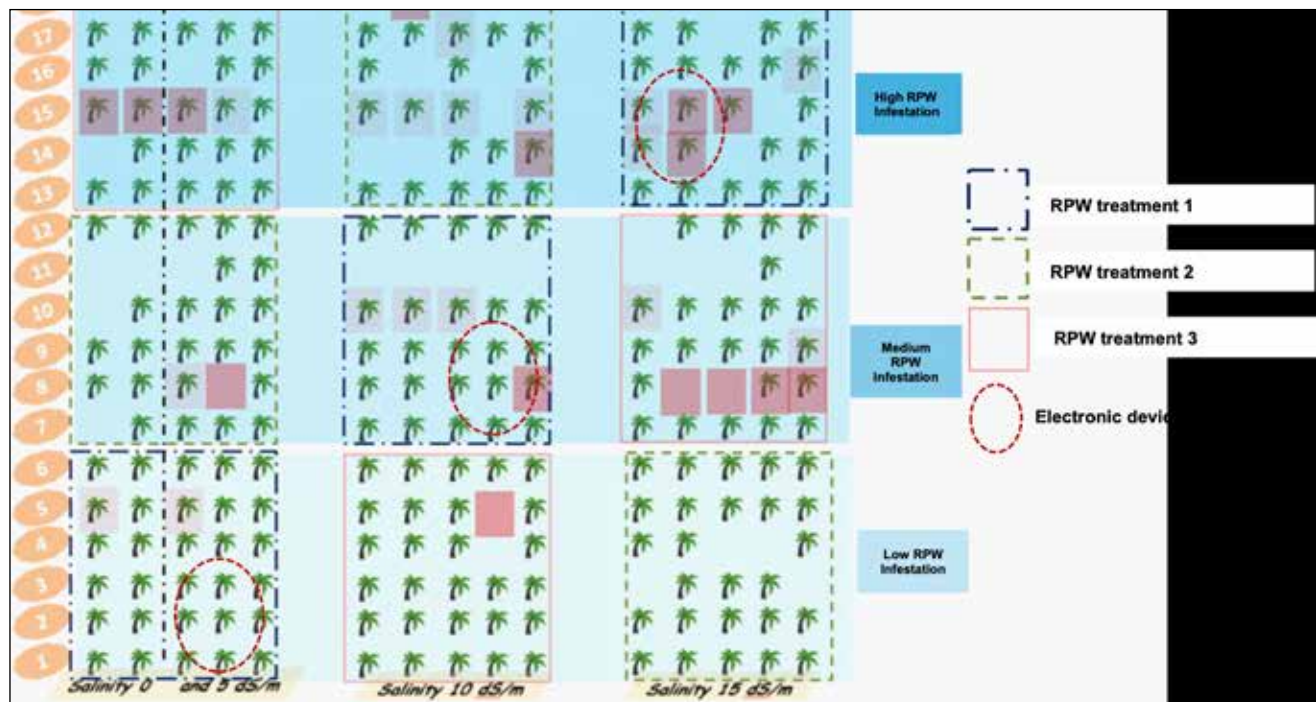 17
16
15
14
13
12
11
10
9
8
7
6
5
4
3
2
1
High RPW
Infestation
Medium
RPW
Infestation
Low RPW
Infestation
RPW treatment 1
RPW treatment 2
RPW treatment 3
Electronic devic
Salinity 0 and 5 dS/m
Salinity 10 dS/m
Salinity 15 dS/m